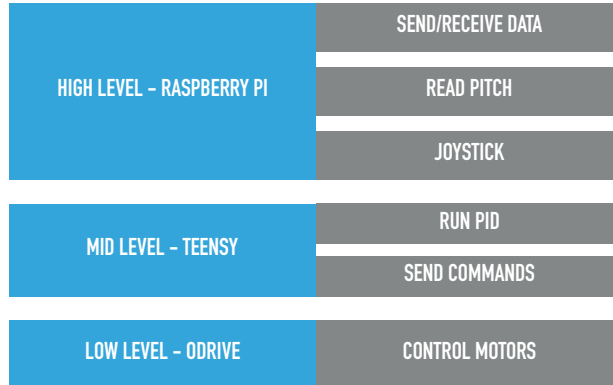 HIGH LEVEL - RASPBERRY PI
SEND/RECEIVE DATA
READ PITCH
JOYSTICK
MID LEVEL - TEENSY
RUN PID
SEND COMMANDS
LOW LEVEL - ODRIVE
CONTROL MOTORS